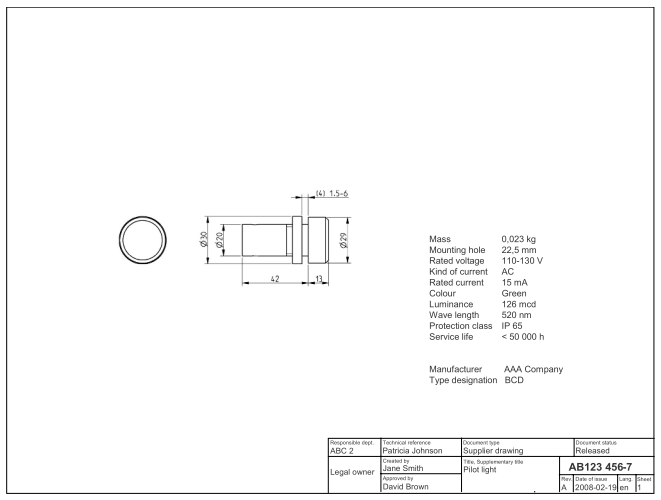 (4) 1.5-6
Ø30
Ø20
Ø29
42
13
Mass 0,023 kg
Mounting hole 22,5 mm
Rated voltage 110-130 V
Kind of current AC
Rated current 15 mA
Colour Green
Luminance 126 mcd
Wave length 520 nm
Protection class IP 65
Service life < 50 000 h
Manufacturer AAA Company
Type designation BCD
Responsible dept. Technical reference Document type Document status
ABC 2 Patricia Johnson Supplier drawing Released
Legal owner
Created by
Jane Smith
Approved by
David Brown
Title, Supplementary title
Pilot light
AB123 456-7
Rev. Date of issue Lang. Sheet
A 2008-02-19 en 1